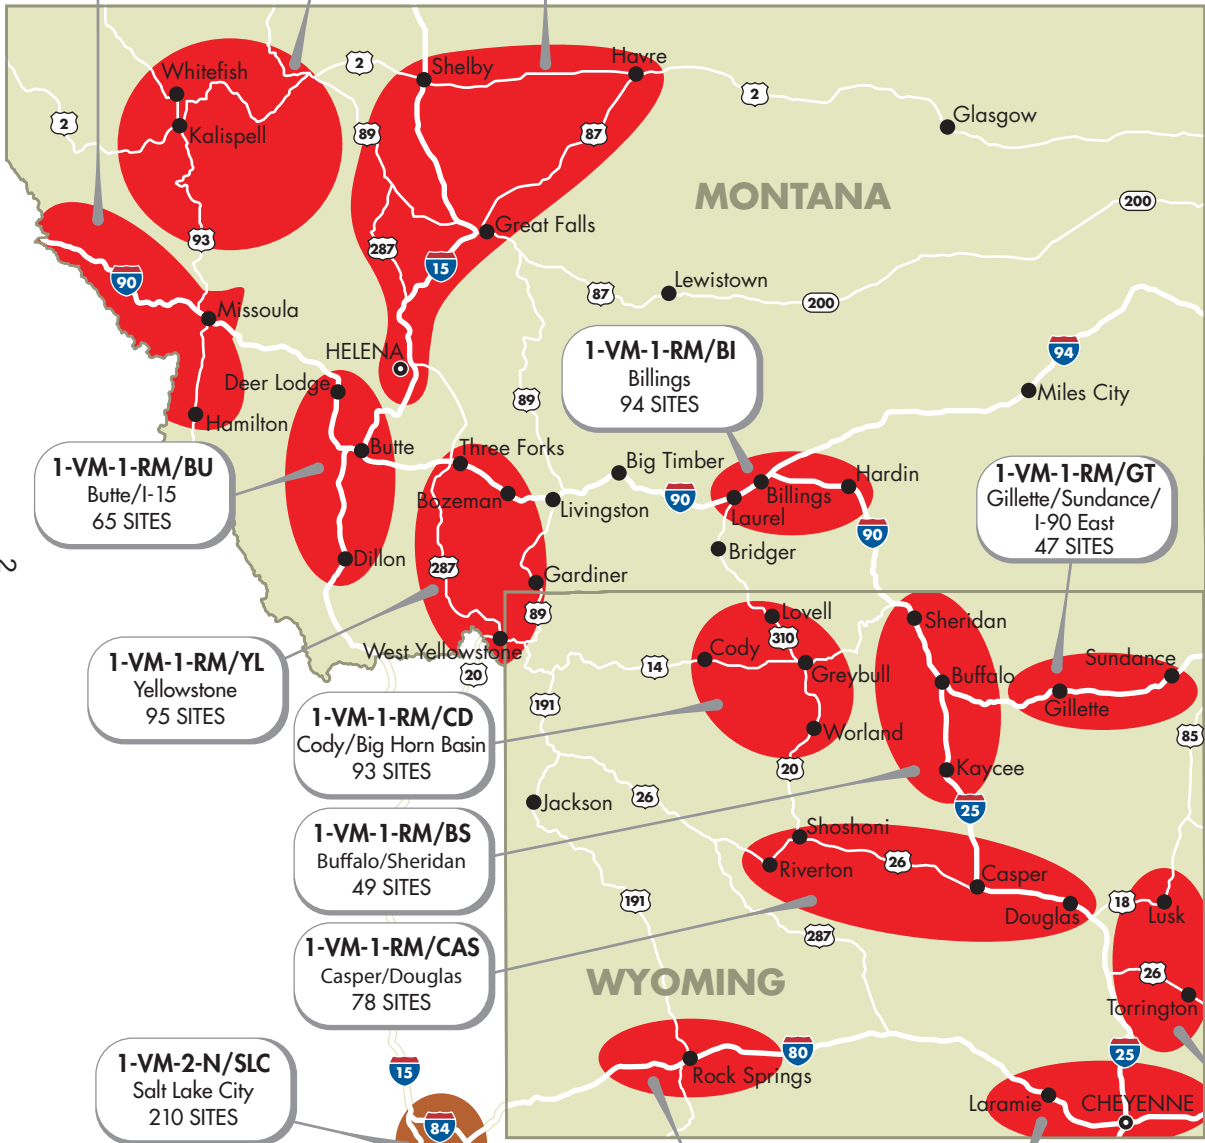 2
Shelby
Havre
Whitefish
2
Glasgow
2
Kalispell
89
87
MONTANA
200
93
Great Falls
287
15
90
Lewistown
87
200
Missoula
HELENA
1-VM-1-RM/BI
Billings
94 SITES
94
Deer Lodge
89
Miles City
Hamilton
Butte
Three Forks
1-VM-1-RM/BU
Butte/I-15
65 SITES
Big Timber
Hardin
1-VM-1-RM/GT
Gillette/Sundance/
I-90 East
47 SITES
Bozeman
Livingston
90
Billings
Laurel
90
Bridger
Dillon
287
Gardiner
2
89
Lovell
Sheridan
310
West Yellowstone
20
14
Cody
Greybull
Buffalo
Sundance
Gillette
1-VM-1-RM/YL
Yellowstone
95 SITES
191
1-VM-1-RM/CD
Cody/Big Horn Basin
93 SITES
Worland
85
20
Kaycee
Jackson
26
25
1-VM-1-RM/BS
Buffalo/Sheridan
49 SITES
Shoshoni
Riverton
26
Casper
191
Douglas
18
Lusk
287
1-VM-1-RM/CAS
Casper/Douglas
78 SITES
WYOMING
26
Torrington
1-VM-2-N/SLC
Salt Lake City
210 SITES
15
80
25
Rock Springs
Laramie
CHEYENNE
84